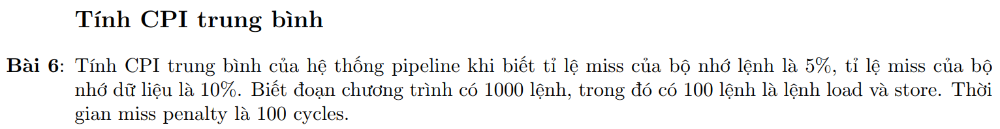 Tính CPI trung bình
Bài 6: Tính CPI trung bình của hệ thống pipeline khi biết tỉ lệ miss của bộ nhớ lệnh là 5%, tỉ lệ miss của bộ
nhớ dữ liệu là 10%. Biết đoạn chương trình có 1000 lệnh, trong đó có 100 lệnh là lệnh load và store. Thời
gian miss penalty là 100 cycles.